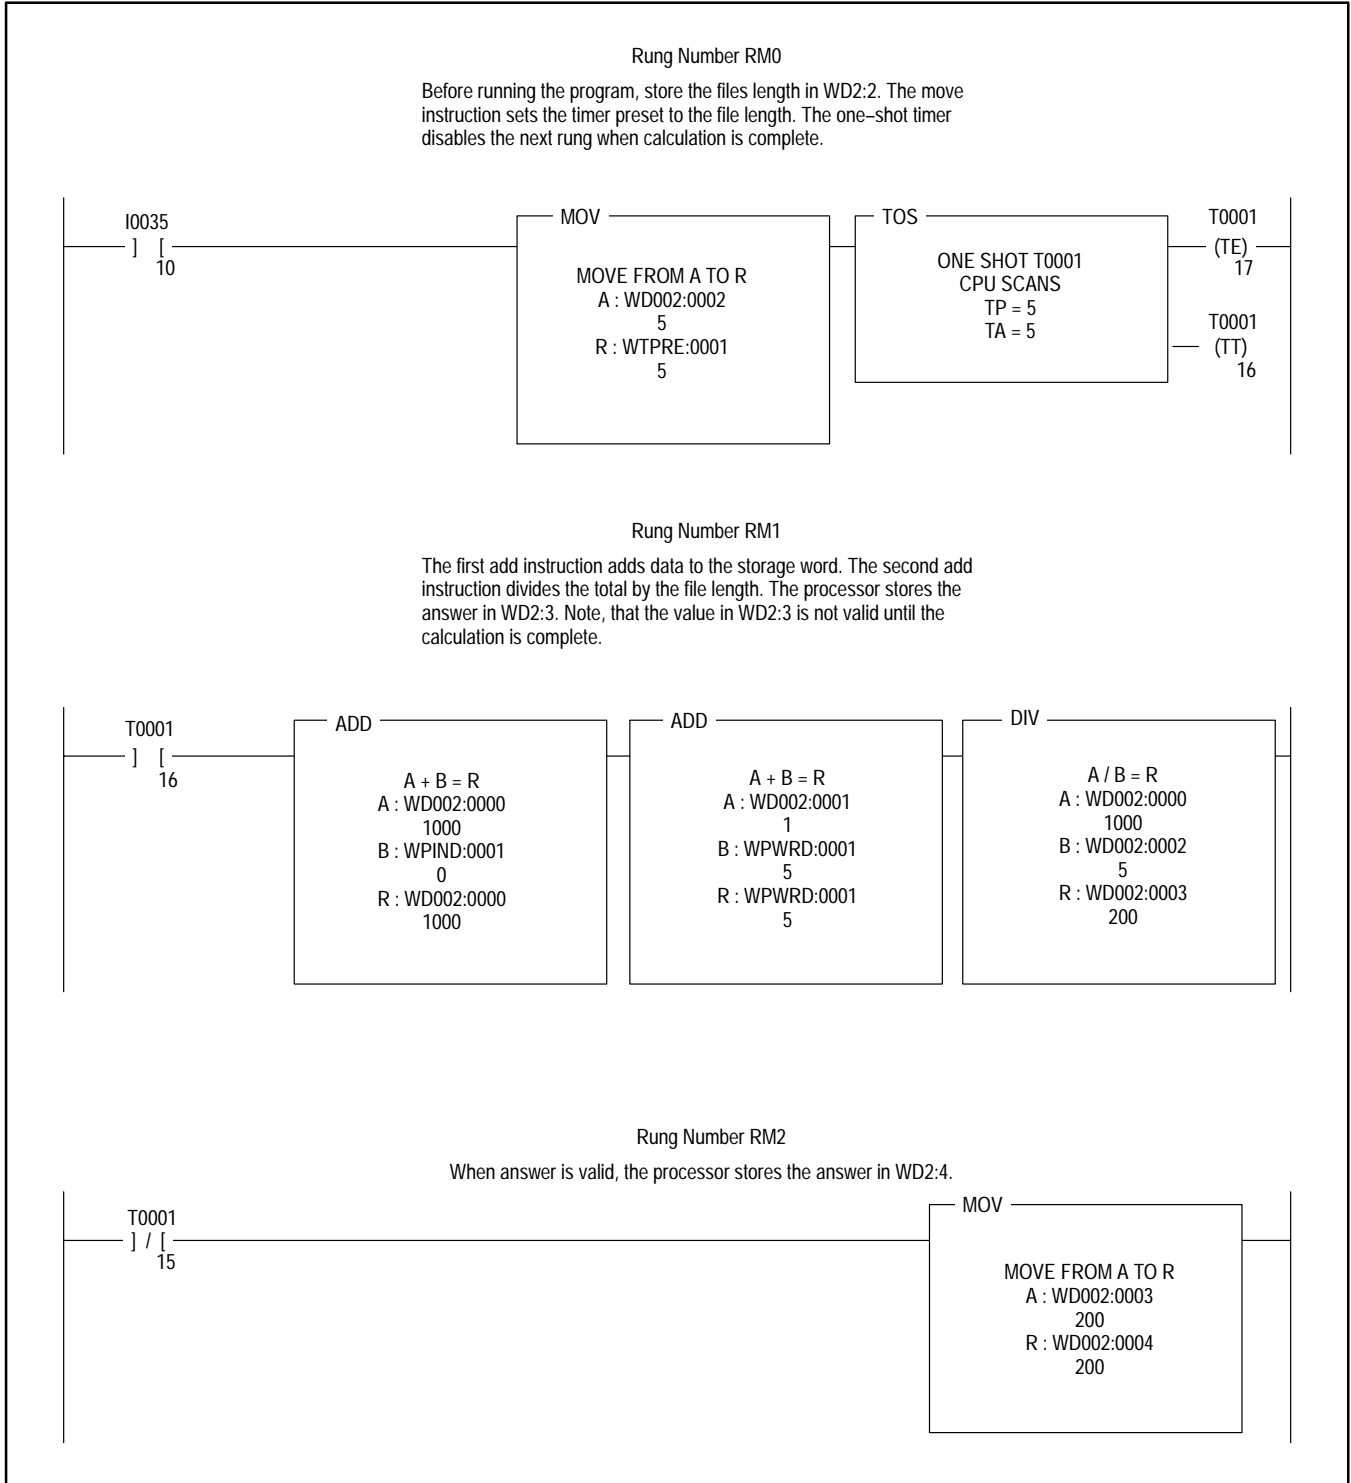 Rung Number RM0
Before running the program, store the files length in WD2:2. The move
instruction sets the timer preset to the file length. The one–shot timer
disables the next rung when calculation is complete.
I0035
] [
10
MOV
MOVE FROM A TO R
A : WD002:0002
5
R : WTPRE:0001
5
TOS
ONE SHOT T0001
CPU SCANS
TP = 5
TA = 5
T0001
(TE)
17
T0001
(TT)
16
Rung Number RM1
The first add instruction adds data to the storage word. The second add
instruction divides the total by the file length. The processor stores the
answer in WD2:3. Note, that the value in WD2:3 is not valid until the
calculation is complete.
T0001
] [
16
ADD
A + B = R
A : WD002:0000
1000
B : WPIND:0001
0
R : WD002:0000
1000
ADD
A + B = R
A : WD002:0001
1
B : WPWRD:0001
5
R : WPWRD:0001
5
DIV
A / B = R
A : WD002:0000
1000
B : WD002:0002
5
R : WD002:0003
200
Rung Number RM2
When answer is valid, the processor stores the answer in WD2:4.
T0001
] / [
15
MOV
MOVE FROM A TO R
A : WD002:0003
200
R : WD002:0004
200